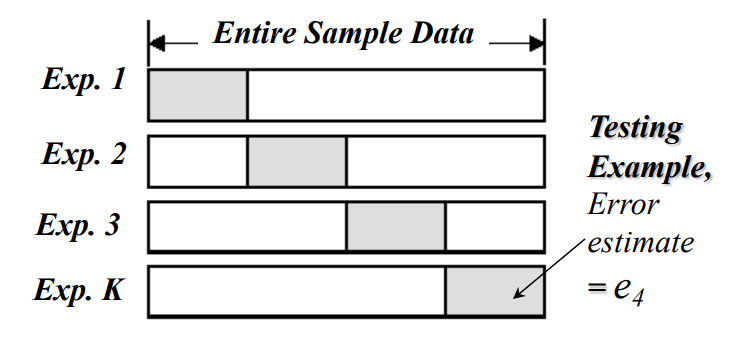 Entire Sample Data
Exp. 1
Exp. 2
Exp. 3
Exp. K
Testing
Example,
Error
estimate
= e₄